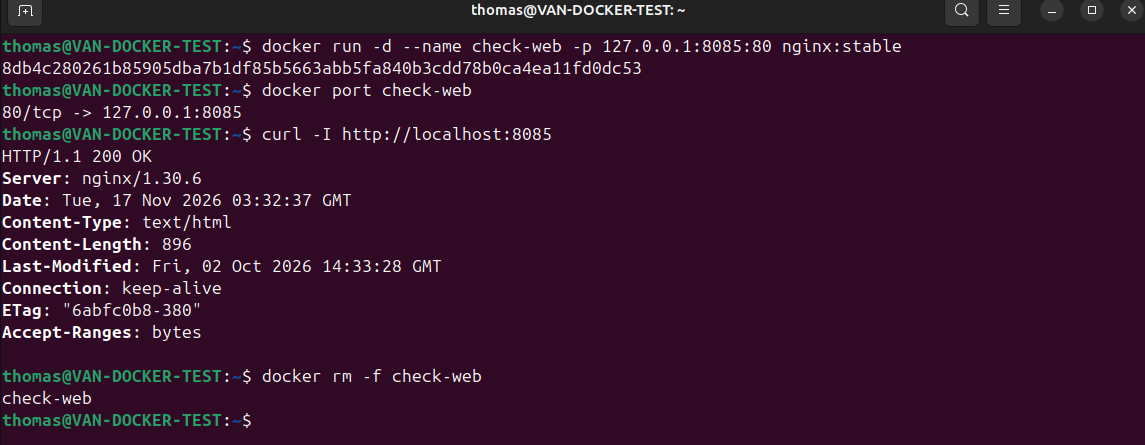 thomas@VAN-DOCKER-TEST: ~
thomas@VAN-DOCKER-TEST:~$ docker run -d --name check-web -p 127.0.0.1:8085:80 nginx:stable
8db4c280261b85905dba7b1df85b5663abb5fa840b3cdd78b0ca4ea11fd0dc53
thomas@VAN-DOCKER-TEST:~$ docker port check-web
80/tcp -> 127.0.0.1:8085
thomas@VAN-DOCKER-TEST:~$ curl -I http://localhost:8085
HTTP/1.1 200 OK
Server: nginx/1.30.6
Date: Tue, 17 Nov 2026 03:32:37 GMT
Content-Type: text/html
Content-Length: 896
Last-Modified: Fri, 02 Oct 2026 14:33:28 GMT
Connection: keep-alive
ETag: "6abfc0b8-380"
Accept-Ranges: bytes
thomas@VAN-DOCKER-TEST:~$ docker rm -f check-web
check-web
thomas@VAN-DOCKER-TEST:~$